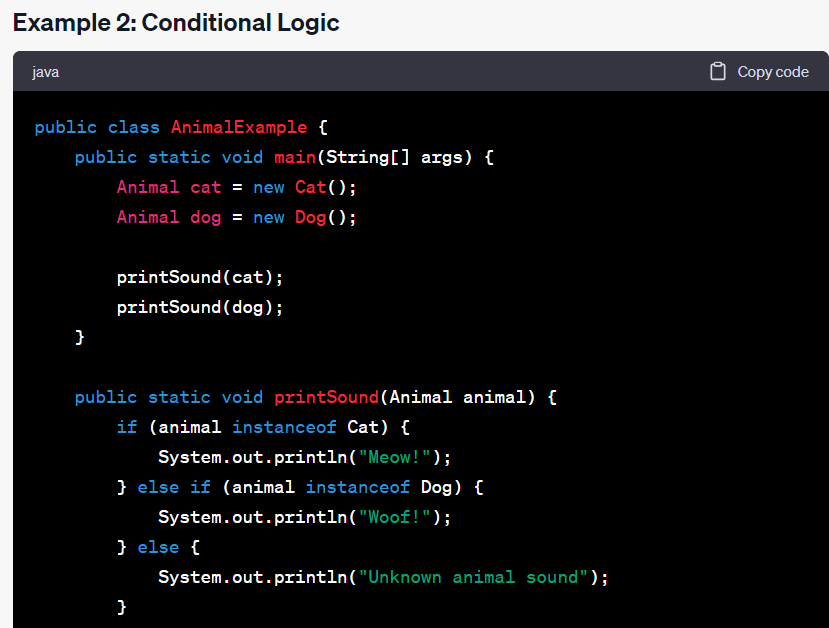 Example 2: Conditional Logic
java
Copy code
public class AnimalExample {
    public static void main(String[] args) {
        Animal cat = new Cat();
        Animal dog = new Dog();

        printSound(cat);
        printSound(dog);
    }

    public static void printSound(Animal animal) {
        if (animal instanceof Cat) {
            System.out.println("Meow!");
        } else if (animal instanceof Dog) {
            System.out.println("Woof!");
        } else {
            System.out.println("Unknown animal sound");
        }